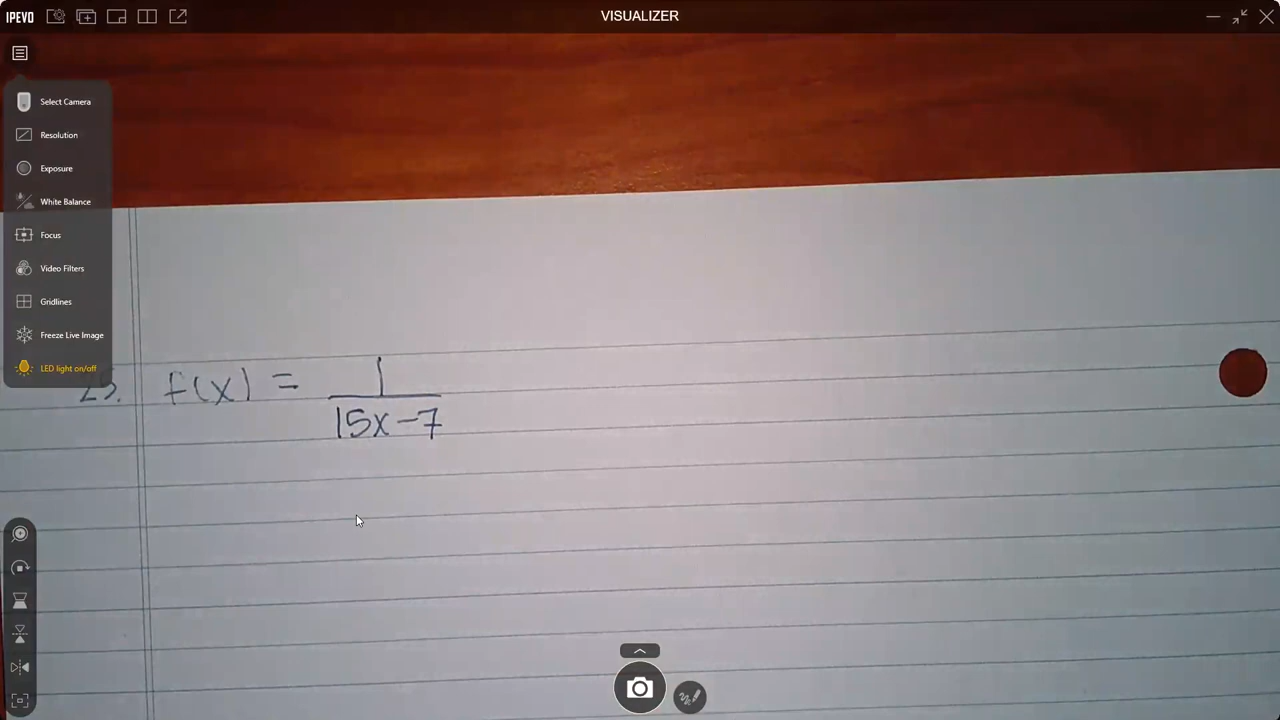 IPEVO
VISUALIZER
Select Camera
Resolution
Exposure
White Balance
Focus
Video Filters
Gridlines
Freeze Live Image
LED light on/off
f(x) = 1
15x-7